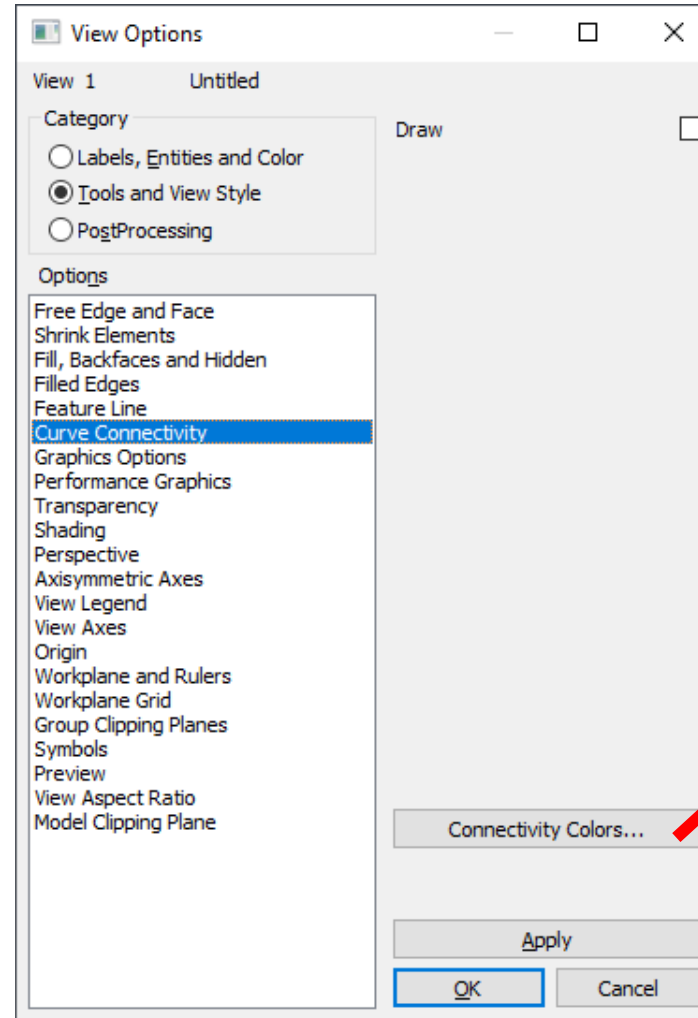 View Options
View 1 Untitled
Category
Labels, Entities and Color
Tools and View Style
PostProcessing
Draw
Options
Free Edge and Face
Shrink Elements
Fill, Backfaces and Hidden
Filled Edges
Feature Line
Curve Connectivity
Graphics Options
Performance Graphics
Transparency
Shading
Perspective
Axisymmetric Axes
View Legend
View Axes
Origin
Workplane and Rulers
Workplane Grid
Group Clipping Planes
Symbols
Preview
View Aspect Ratio
Model Clipping Plane
Connectivity Colors...
Apply
OK Cancel